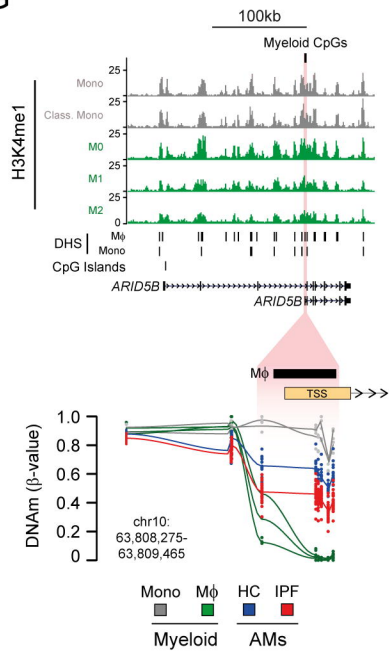 100kb
Myeloid CpGs
H3K4me1
25
Mono
25
Class. Mono
25
M0
25
M1
25
M2
0
DHS
Mϕ
Mono
CpG Islands
ARID5B
ARID5B
Mϕ
TSS
DNAm (β-value)
1.0
0.8
0.6
0.4
0.2
0
chr10:
63,808,275-
63,809,465
Mono Mϕ HC IPF
Myeloid AMs